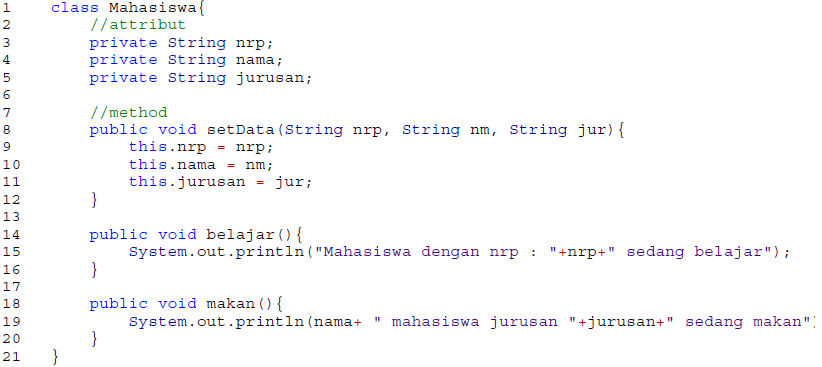 1 class Mahasiswa{
2 //attribut
3 private String nrp;
4 private String nama;
5 private String jurusan;
6
7 //method
8 public void setData(String nrp, String nm, String jur){
9 this.nrp = nrp;
10 this.nama = nm;
11 this.jurusan = jur;
12 }
13
14 public void belajar(){
15 System.out.println("Mahasiswa dengan nrp : "+nrp+" sedang belajar");
16 }
17
18 public void makan(){
19 System.out.println(nama+ " mahasiswa jurusan "+jurusan+" sedang makan")
20 }
21 }